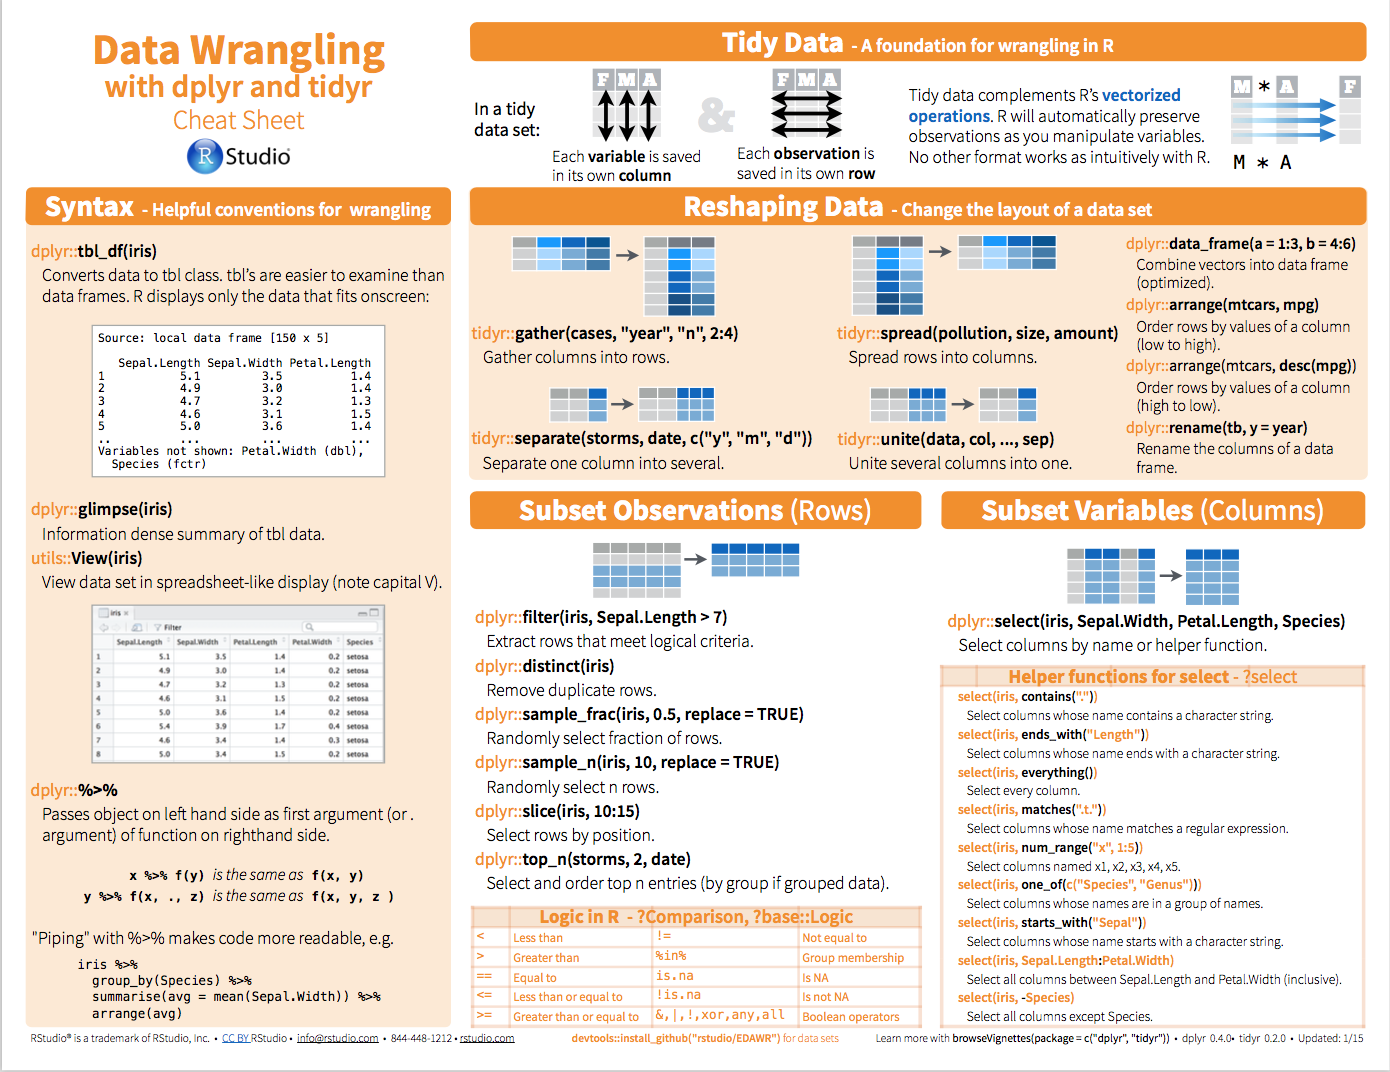 Data Wrangling
with dplyr and tidyr
Cheat Sheet
R Studio®
Syntax - Helpful conventions for wrangling
dplyr::tbl_df(iris)
Converts data to tbl class. tbl's are easier to examine than
data frames. R displays only the data that fits onscreen:
Source: local data frame [150 x 5]
Sepal.Length Sepal.Width Petal.Length
1 5.1 3.5 1.4
2 4.9 3.0 1.4
3 4.7 3.2 1.3
4 4.6 3.1 1.5
5 5.0 3.6 1.4
.. ... ... ...
Variables not shown: Petal.Width (dbl),
Species (fctr)
dplyr::glimpse(iris)
Information dense summary of tbl data.
utils::View(iris)
View data set in spreadsheet-like display (note capital V).
iris ×
Filter
Sepal.Length Sepal.Width Petal.Length Petal.Width Species
1 5.1 3.5 1.4 0.2 setosa
2 4.9 3.0 1.4 0.2 setosa
3 4.7 3.2 1.3 0.2 setosa
4 4.6 3.1 1.5 0.2 setosa
5 5.0 3.6 1.4 0.2 setosa
6 5.4 3.9 1.7 0.4 setosa
7 4.6 3.4 1.4 0.3 setosa
8 5.0 3.4 1.5 0.2 setosa
dplyr::%>%
Passes object on left hand side as first argument (or .
argument) of function on righthand side.
x %>% f(y) is the same as f(x, y)
y %>% f(x, ., z) is the same as f(x, y, z )
"Piping" with %>% makes code more readable, e.g.
iris %>%
group_by(Species) %>%
summarise(avg = mean(Sepal.Width)) %>%
arrange(avg)
Tidy Data - A foundation for wrangling in R
In a tidy
data set:
F M A
Each variable is saved
in its own column
&
F M A
Each observation is
saved in its own row
Tidy data complements R's vectorized
operations. R will automatically preserve
observations as you manipulate variables.
No other format works as intuitively with R.
M * A F
M * A
Reshaping Data - Change the layout of a data set
tidyr::gather(cases, "year", "n", 2:4)
Gather columns into rows.
tidyr::spread(pollution, size, amount)
Spread rows into columns.
tidyr::separate(storms, date, c("y", "m", "d"))
Separate one column into several.
tidyr::unite(data, col, ..., sep)
Unite several columns into one.
dplyr::data_frame(a = 1:3, b = 4:6)
Combine vectors into data frame
(optimized).
dplyr::arrange(mtcars, mpg)
Order rows by values of a column
(low to high).
dplyr::arrange(mtcars, desc(mpg))
Order rows by values of a column
(high to low).
dplyr::rename(tb, y = year)
Rename the columns of a data
frame.
Subset Observations (Rows)
dplyr::filter(iris, Sepal.Length > 7)
Extract rows that meet logical criteria.
dplyr::distinct(iris)
Remove duplicate rows.
dplyr::sample_frac(iris, 0.5, replace = TRUE)
Randomly select fraction of rows.
dplyr::sample_n(iris, 10, replace = TRUE)
Randomly select n rows.
dplyr::slice(iris, 10:15)
Select rows by position.
dplyr::top_n(storms, 2, date)
Select and order top n entries (by group if grouped data).
Logic in R - ?Comparison, ?base::Logic
< Less than != Not equal to
> Greater than %in% Group membership
== Equal to is.na Is NA
<= Less than or equal to !is.na Is not NA
>= Greater than or equal to &,|,!,xor,any,all Boolean operators
Subset Variables (Columns)
dplyr::select(iris, Sepal.Width, Petal.Length, Species)
Select columns by name or helper function.
Helper functions for select - ?select
select(iris, contains("."))
Select columns whose name contains a character string.
select(iris, ends_with("Length"))
Select columns whose name ends with a character string.
select(iris, everything())
Select every column.
select(iris, matches(".t."))
Select columns whose name matches a regular expression.
select(iris, num_range("x", 1:5))
Select columns named x1, x2, x3, x4, x5.
select(iris, one_of(c("Species", "Genus")))
Select columns whose names are in a group of names.
select(iris, starts_with("Sepal"))
Select columns whose name starts with a character string.
select(iris, Sepal.Length:Petal.Width)
Select all columns between Sepal.Length and Petal.Width (inclusive).
select(iris, -Species)
Select all columns except Species.
RStudio® is a trademark of RStudio, Inc. • CC BY RStudio • info@rstudio.com • 844-448-1212 • rstudio.com
devtools::install_github("rstudio/EDAWR") for data sets
Learn more with browseVignettes(package = c("dplyr", "tidyr")) • dplyr 0.4.0• tidyr 0.2.0 • Updated: 1/15